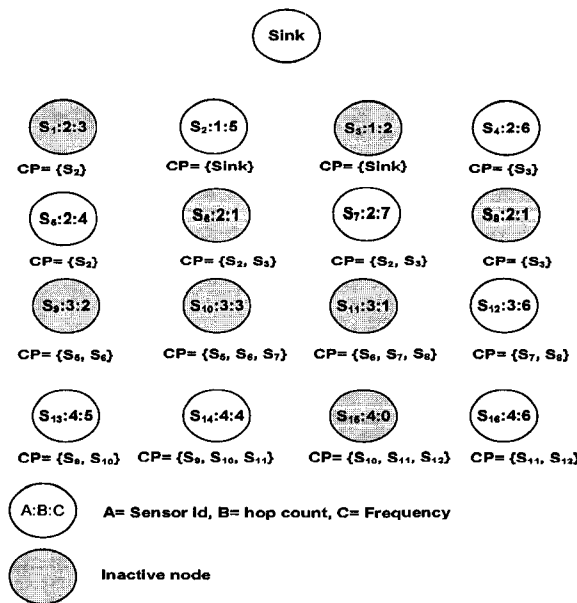 Sink
S₁:2:3 S₂:1:5 S₃:1:2 S₄:2:6
CP= {S₂} CP= {Sink} CP= {Sink} CP= {S₃}
S₅:2:4 S₆:2:1 S₇:2:7 S₈:2:1
CP= {S₂} CP= {S₂, S₃} CP= {S₂, S₃} CP= {S₃}
S₉:3:2 S₁₀:3:3 S₁₁:3:1 S₁₂:3:6
CP= {S₅, S₆} CP= {S₅, S₆, S₇} CP= {S₆, S₇, S₈} CP= {S₇, S₈}
S₁₃:4:5 S₁₄:4:4 S₁₅:4:0 S₁₆:4:6
CP= {S₉, S₁₀} CP= {S₉, S₁₀, S₁₁} CP= {S₁₀, S₁₁, S₁₂} CP= {S₁₁, S₁₂}
A:B:C A= Sensor Id, B= hop count, C= Frequency
Inactive node